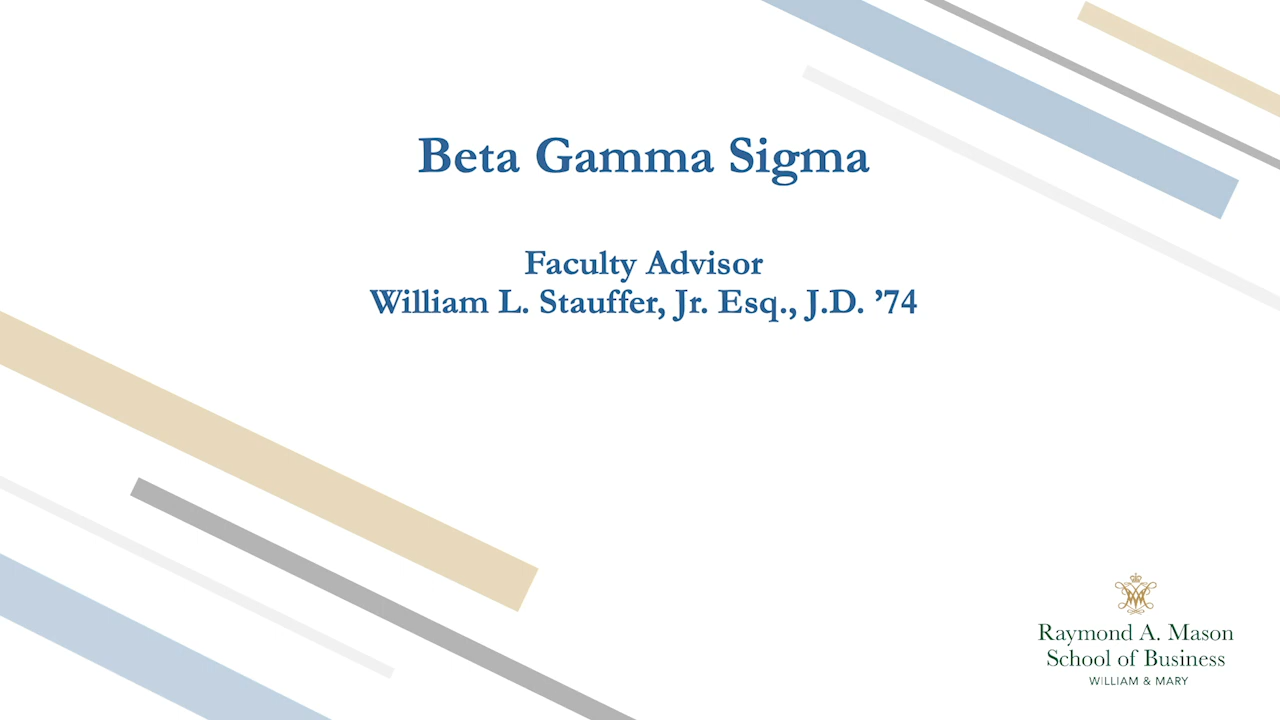 Beta Gamma Sigma
Faculty Advisor
William L. Stauffer, Jr. Esq., J.D. ’74
Raymond A. Mason
School of Business
WILLIAM & MARY